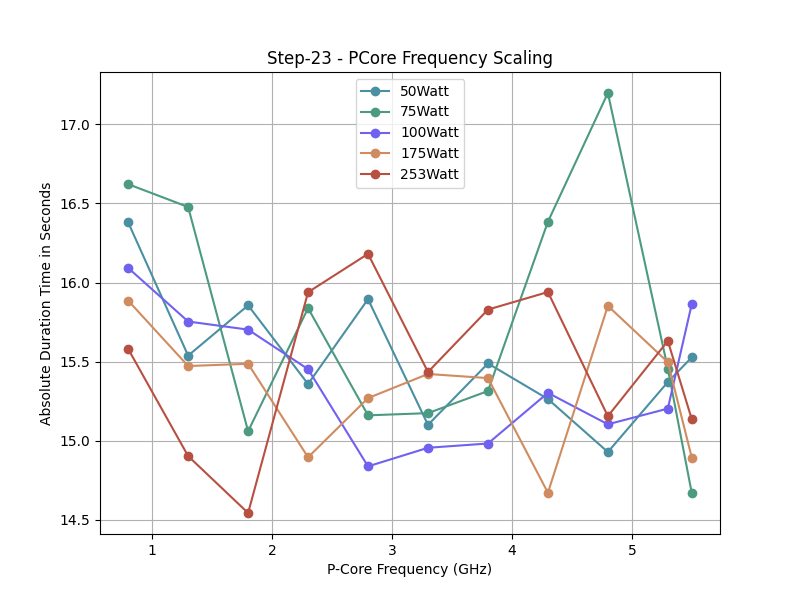 Step-23 - PCore Frequency Scaling
50Watt
75Watt
100Watt
175Watt
253Watt
Absolute Duration Time in Seconds
17.0
16.5
16.0
15.5
15.0
14.5
1 2 3 4 5
P-Core Frequency (GHz)